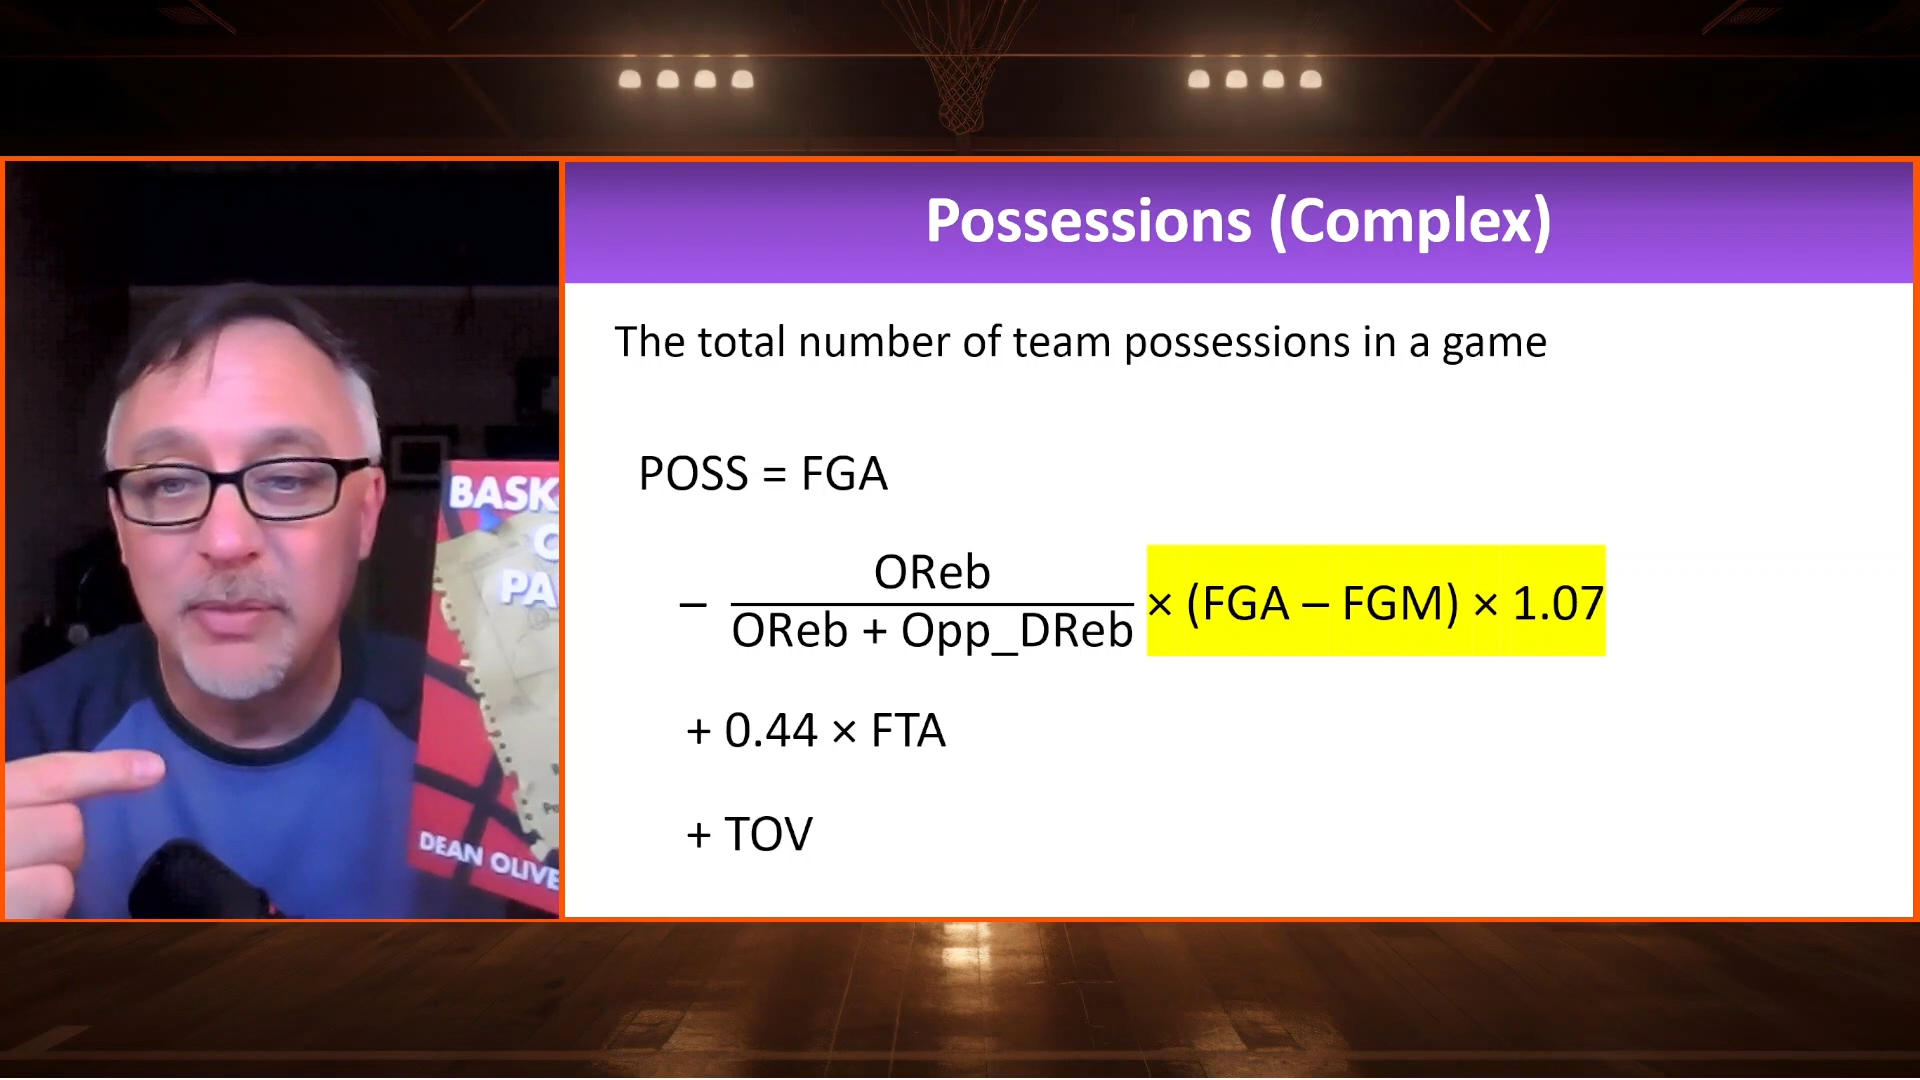 Possessions (Complex)
The total number of team possessions in a game
POSS = FGA
OReb
– 
× (FGA – FGM) × 1.07
OReb + Opp_DReb
+ 0.44 × FTA
+ TOV
BASK
PA
DEAN OLIVE